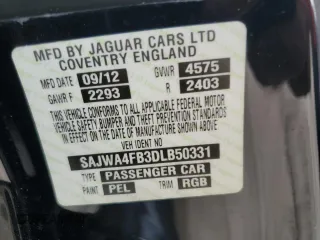 MFD BY JAGUAR CARS LTD
COVENTRY ENGLAND
MFD DATE 09/12 GVWR 4575
GAWR F 2293 R 2403
THIS VEHICLE CONFORMS TO ALL APPLICABLE FEDERAL MOTOR
VEHICLE SAFETY, BUMPER, AND THEFT PREVENTION STANDARDS
IN EFFECT ON THE DATE OF MANUFACTURE SHOWN ABOVE
VEH IDENT NO
SAJWA4FB3DLB50331
TYPE PASSENGER CAR
PAINT PEL TRIM RGB